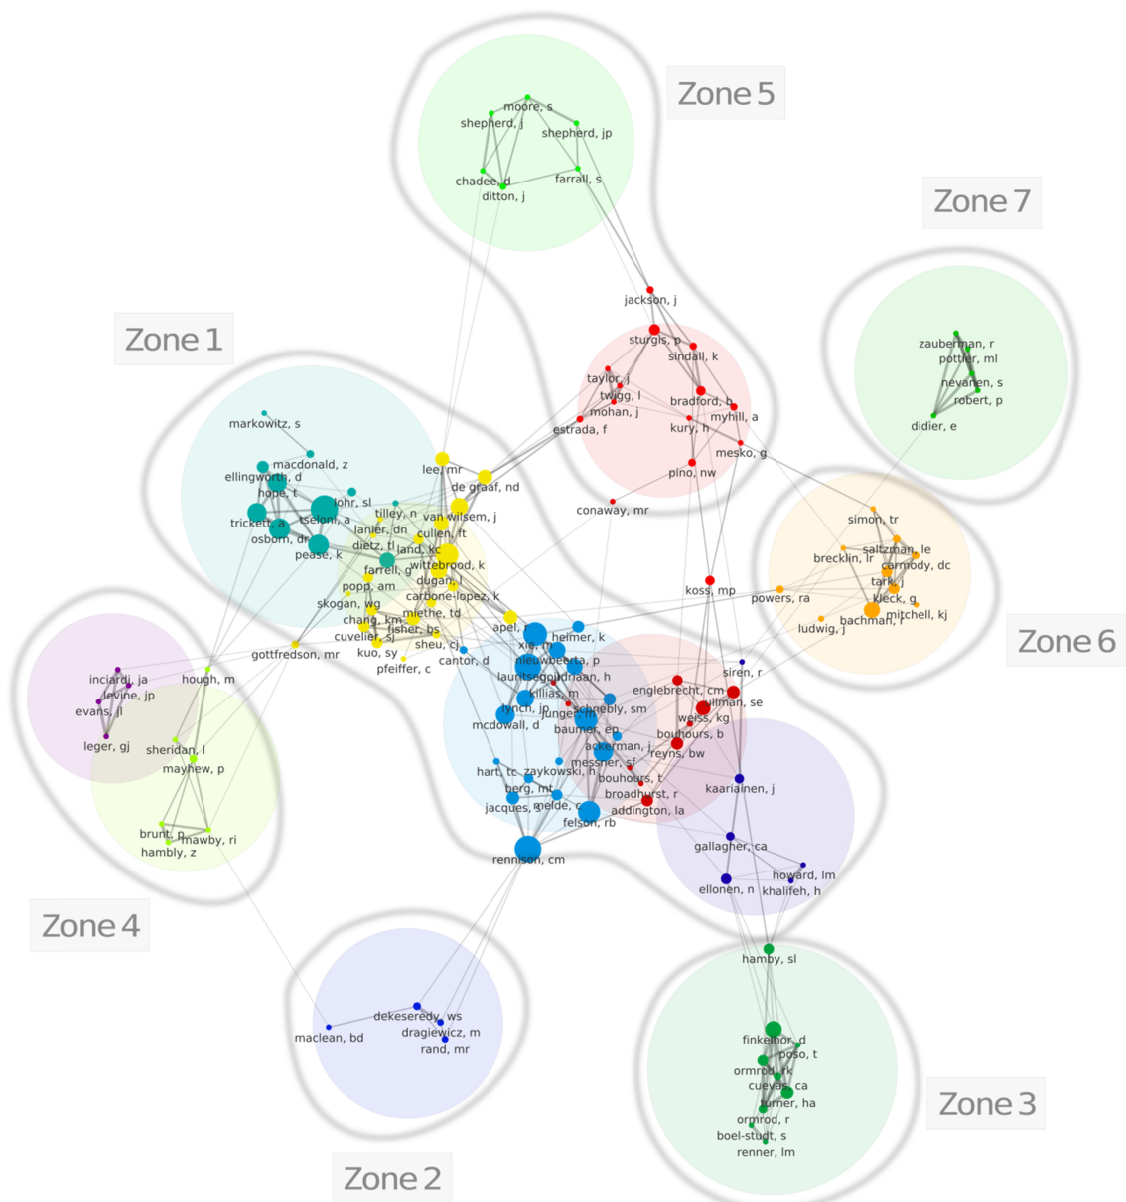 Zone 5
moore, s
shepherd, j
shepherd, jp
chadee, d
farrall, s
ditton, j
Zone 7
jackson, j
Zone 1
sturgis, p
sindall, k
zauberman, r
pottier, ml
nevanen, s
robert, p
didier, e
taylor, j
twigg, l
mohan, j
bradford, b
myhill, a
estrada, f
kury, h
mesko, g
pino, nw
conaway, mr
markowitz, s
macdonald, z
ellingworth, d
hope, t
lohr, sl
trickett, a
tseloni, a
osborn, dr
pease, k
lee, mr
de graaf, nd
tilley, n
van wilsem, j
lanier, dn
cullen, ft
dietz, tl
land, kc
farrell, g
wittebrood, k
dugan, l
popp, am
carbone-lopez, k
skogan, wg
chang, km
miethe, td
fisher, bs
cuvelier, sj
sheu, cj
kuo, sy
pfeiffer, c
gottfredson, mr
simon, tr
saltzman, le
brecklin, lr
carmody, dc
tark, j
kleck, g
mitchell, kj
bachman, r
powers, ra
ludwig, j
Zone 6
koss, mp
apel, r
heimer, k
xie, m
nieuwbeerta, p
cantor, d
lauritsen, jl
goudriaan, h
killias, m
lynch, jp
junger, m
schnebly, sm
mcdowall, d
baumer, ep
ackerman, j
messner, sf
siren, r
englebrecht, cm
ullman, se
weiss, kg
bouhours, b
reyns, bw
hart, tc
zaykowski, h
bouhours, t
berg, mt
broadhurst, r
jacques, s
melde, c
addington, la
felson, rb
kaariainen, j
rennison, cm
gallagher, ca
howard, lm
ellonen, n
khalifeh, h
inciardi, ja
levine, jp
evans, jl
leger, gj
hough, m
sheridan, l
mayhew, p
brunt, p
mawby, ri
hambly, z
Zone 4
hamby, sl
dekeseredy, ws
dragiewicz, m
maclean, bd
rand, mr
finkelhor, d
poso, t
ormrod, rk
cuevas, ca
turner, ha
ormrod, r
boel-studt, s
renner, lm
Zone 3
Zone 2